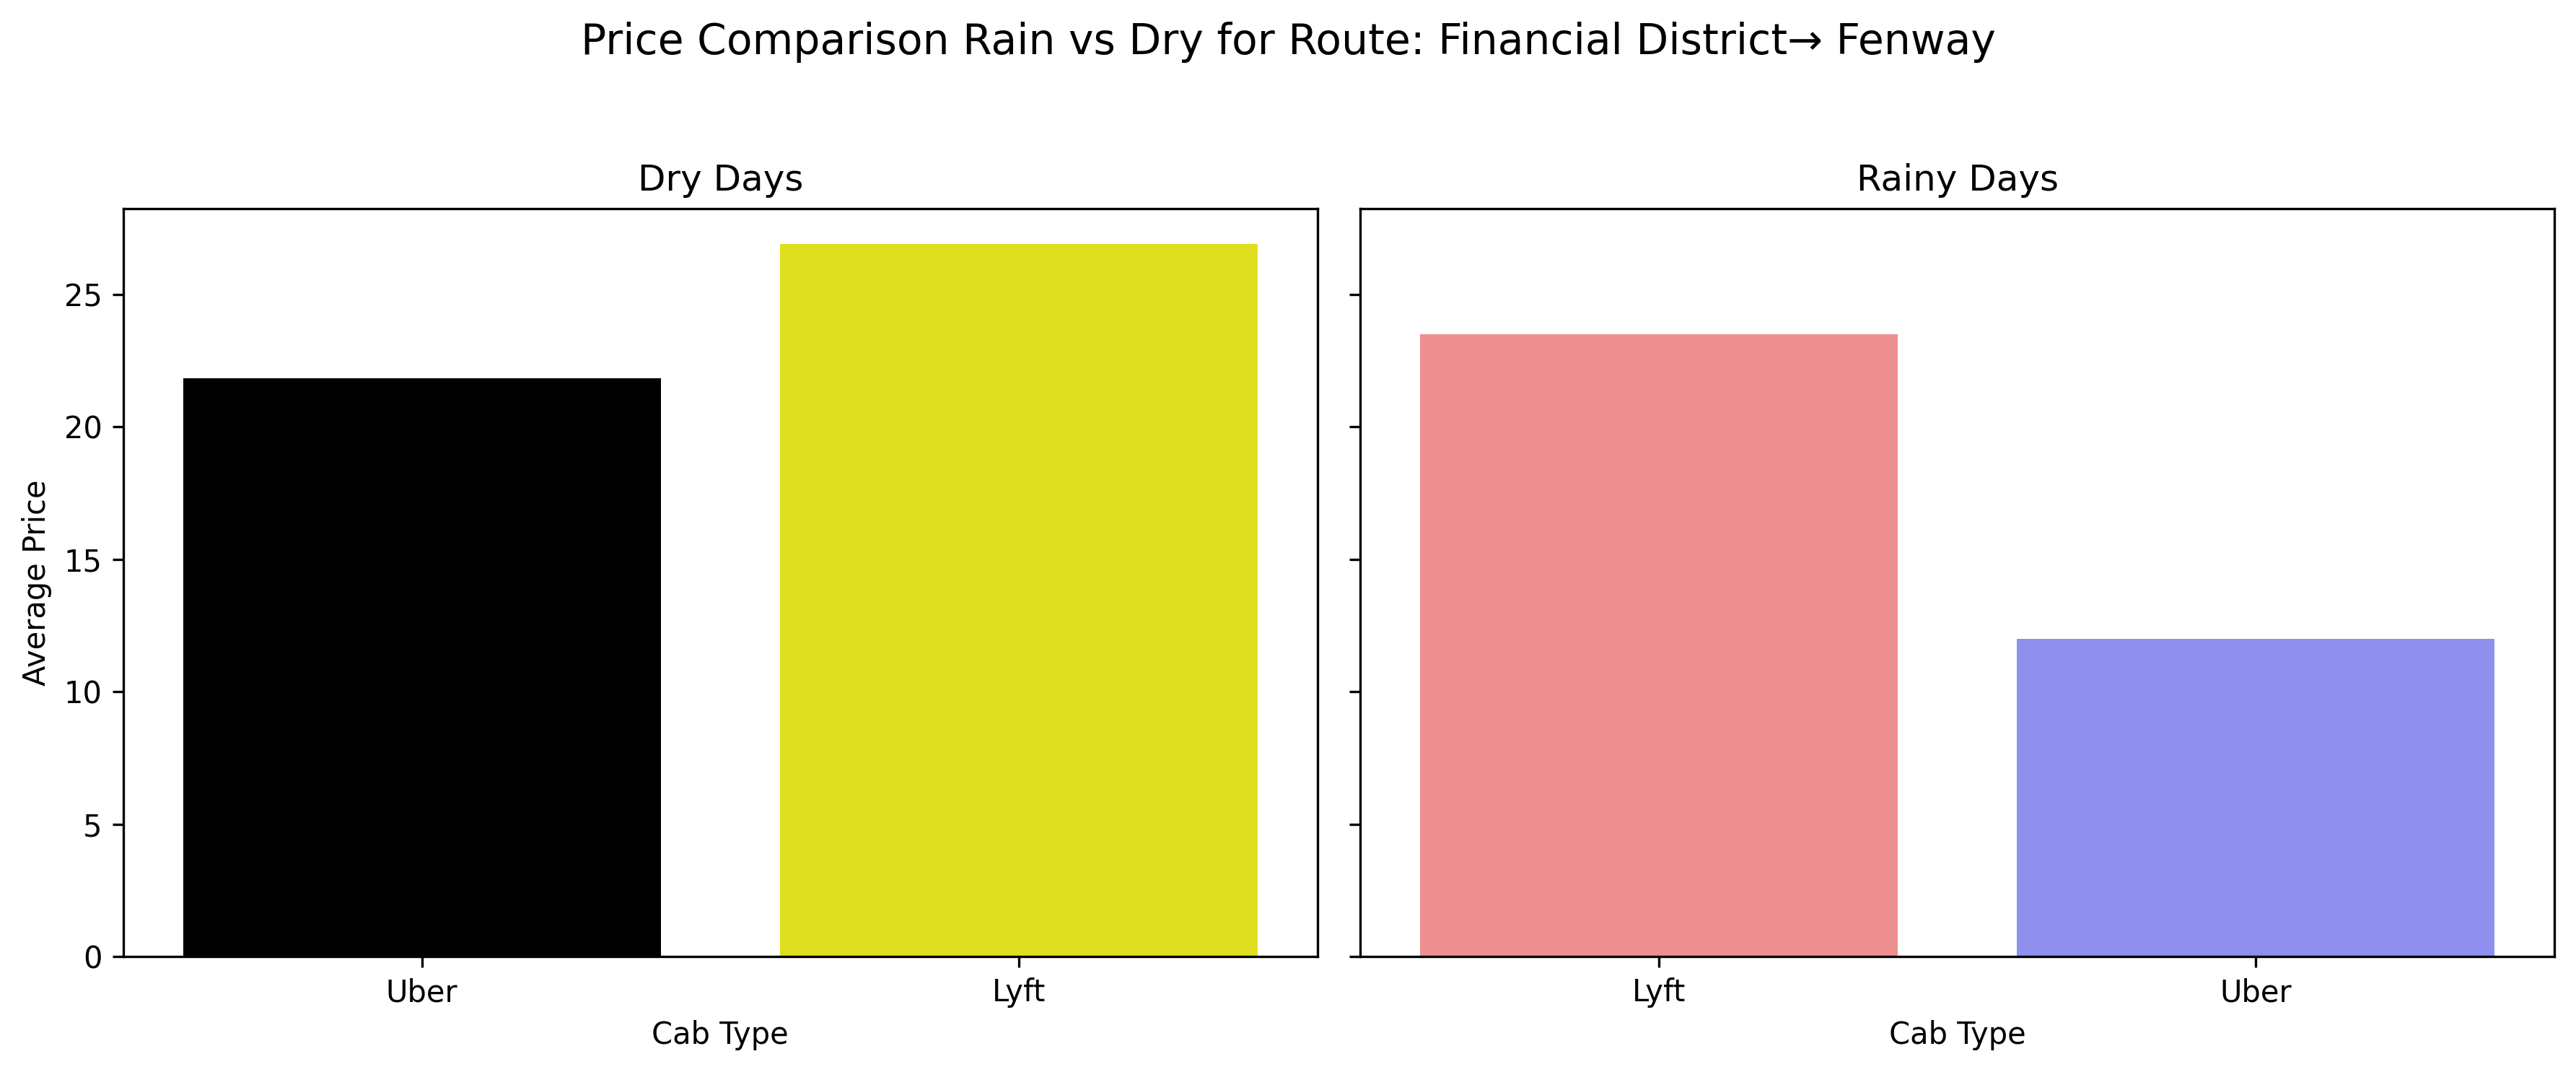 Price Comparison Rain vs Dry for Route: Financial District→ Fenway
Dry Days
Average Price
25
20
15
10
5
0
Uber
Lyft
Cab Type
Rainy Days
Lyft
Uber
Cab Type